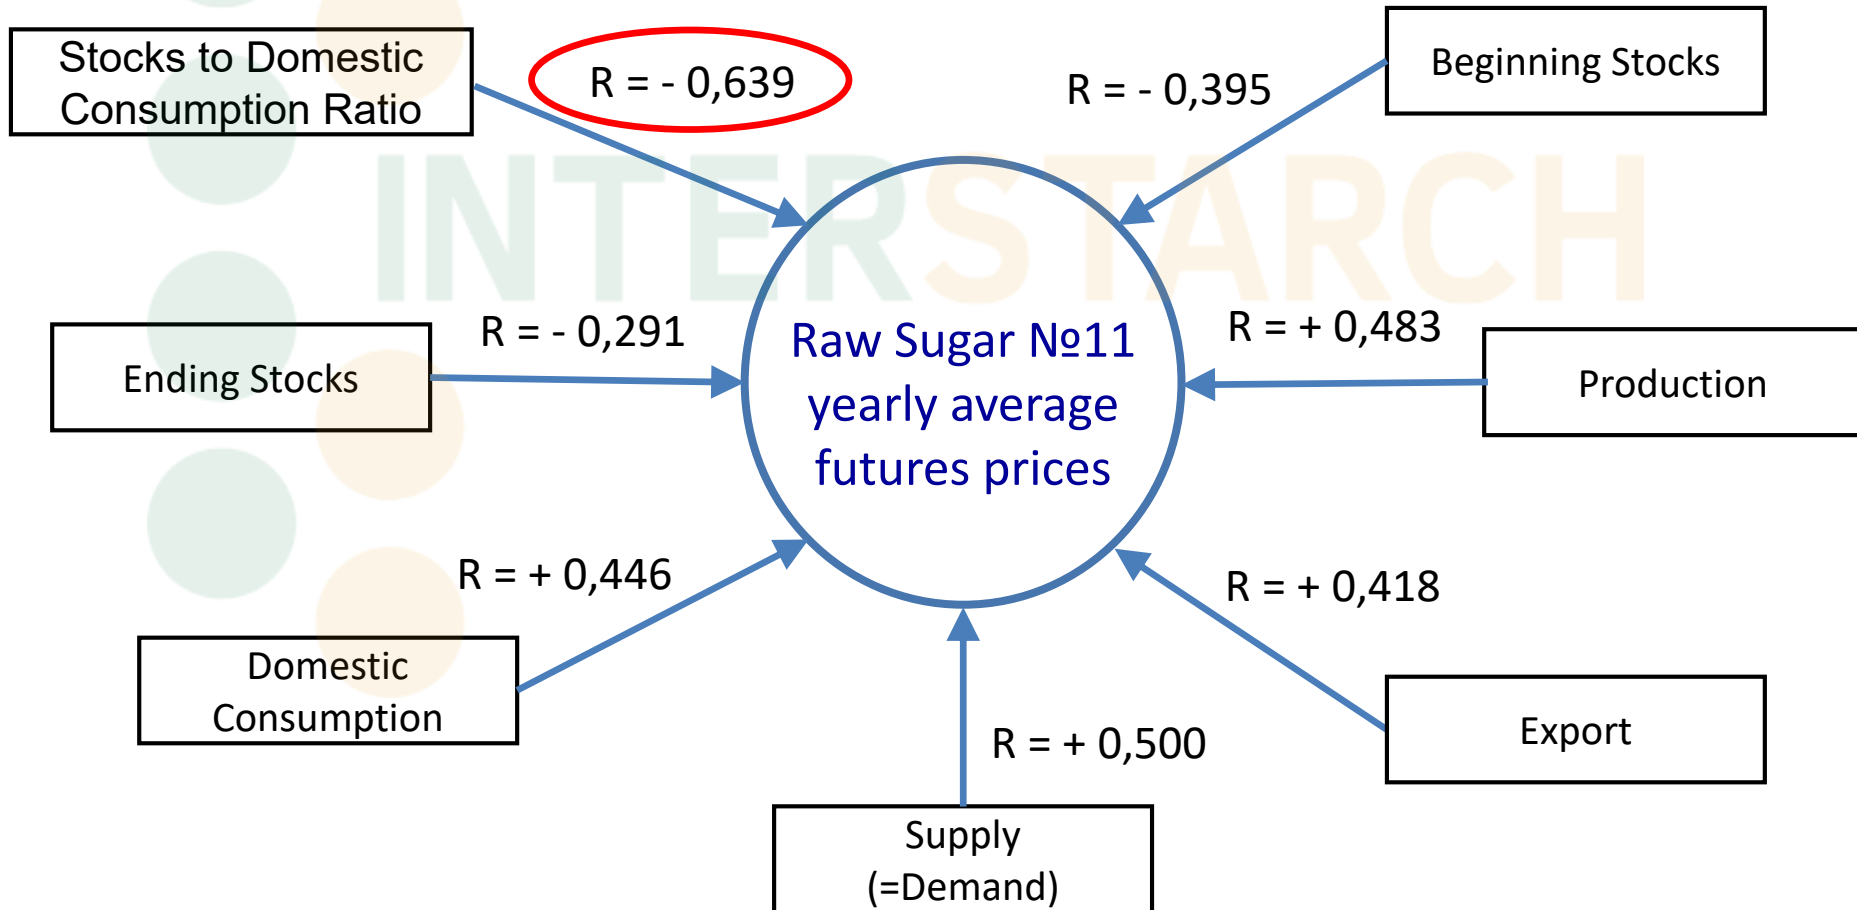 Stocks to Domestic
Consumption Ratio
R = - 0,639
R = - 0,395
Beginning Stocks
INTERSTARCH
Ending Stocks
R = - 0,291
Raw Sugar №11
yearly average
futures prices
R = + 0,483
Production
Domestic
Consumption
R = + 0,446
R = + 0,418
Export
R = + 0,500
Supply
(=Demand)